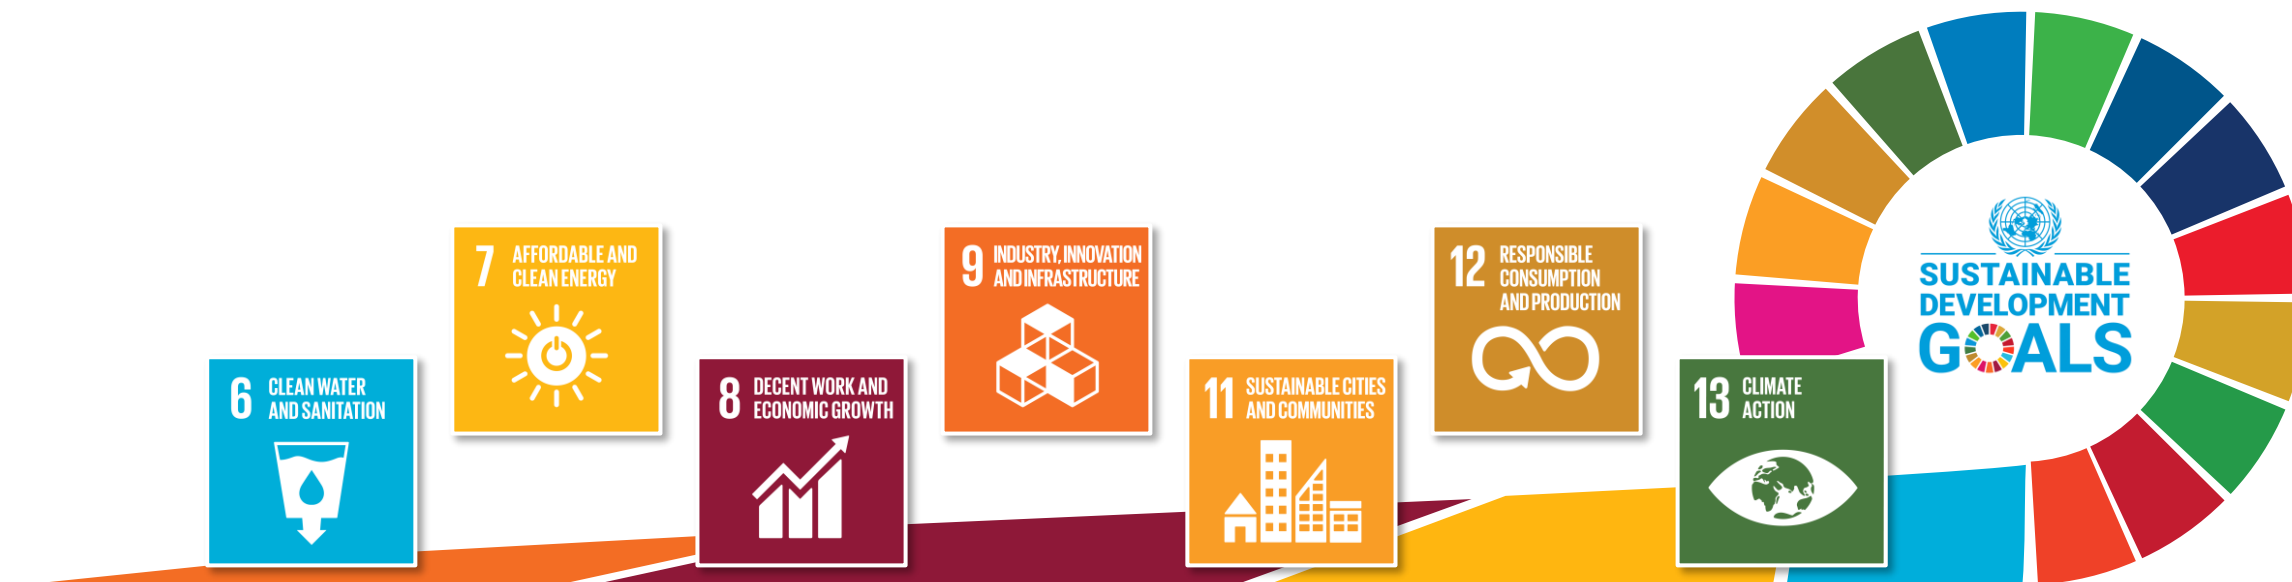 6 CLEAN WATER
AND SANITATION
7 AFFORDABLE AND
CLEAN ENERGY
8 DECENT WORK AND
ECONOMIC GROWTH
9 INDUSTRY, INNOVATION
AND INFRASTRUCTURE
11 SUSTAINABLE CITIES
AND COMMUNITIES
12 RESPONSIBLE
CONSUMPTION
AND PRODUCTION
13 CLIMATE
ACTION
SUSTAINABLE
DEVELOPMENT
GOALS